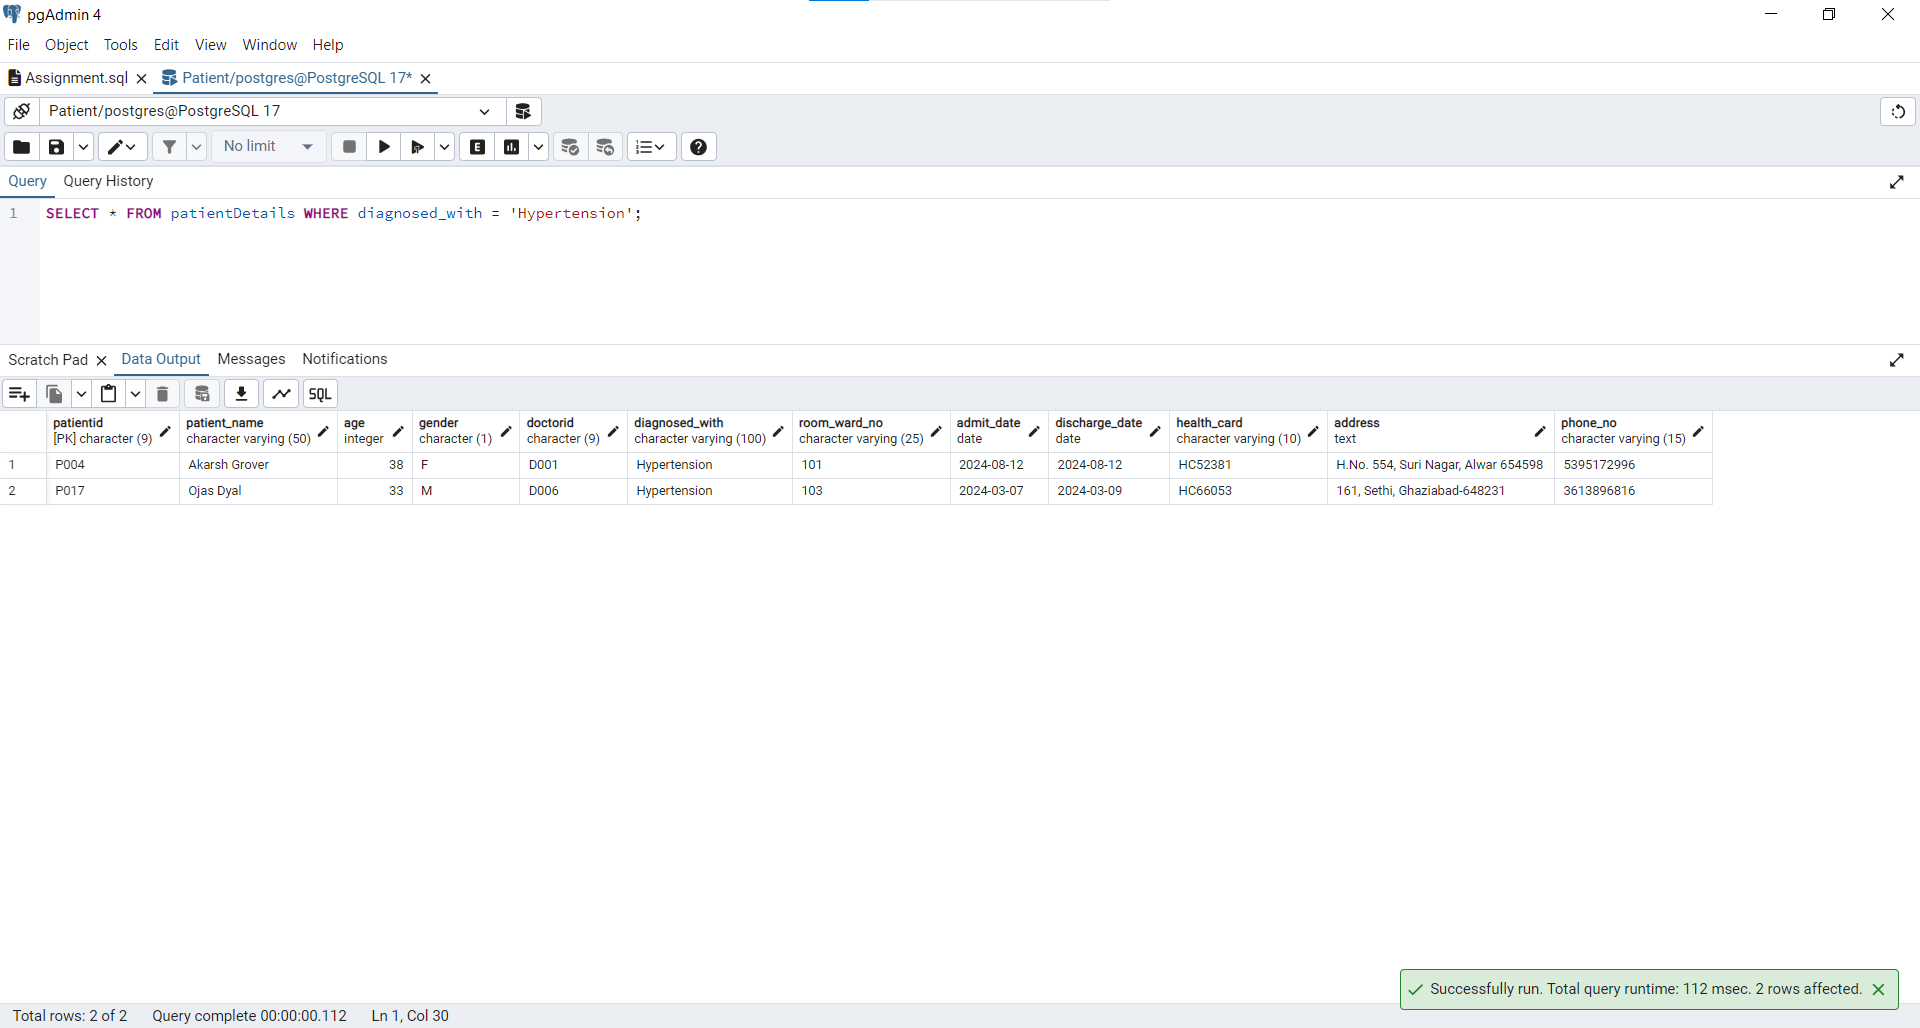 pgAdmin 4
File Object Tools Edit View Window Help
Assignment.sql Patient/postgres@PostgreSQL 17*
Patient/postgres@PostgreSQL 17
No limit
E
Query Query History
1 SELECT * FROM patientDetails WHERE diagnosed_with = 'Hypertension';
Scratch Pad Data Output Messages Notifications
SQL
patientid patient_name age gender doctorid diagnosed_with room_ward_no admit_date discharge_date health_card address phone_no
[PK] character (9) character varying (50) integer character (1) character (9) character varying (100) character varying (25) date date character varying (10) text character varying (15)
1 P004 Akarsh Grover 38 F D001 Hypertension 101 2024-08-12 2024-08-12 HC52381 H.No. 554, Suri Nagar, Alwar 654598 5395172996
2 P017 Ojas Dyal 33 M D006 Hypertension 103 2024-03-07 2024-03-09 HC66053 161, Sethi, Ghaziabad-648231 3613896816
Successfully run. Total query runtime: 112 msec. 2 rows affected.
Total rows: 2 of 2 Query complete 00:00:00.112 Ln 1, Col 30